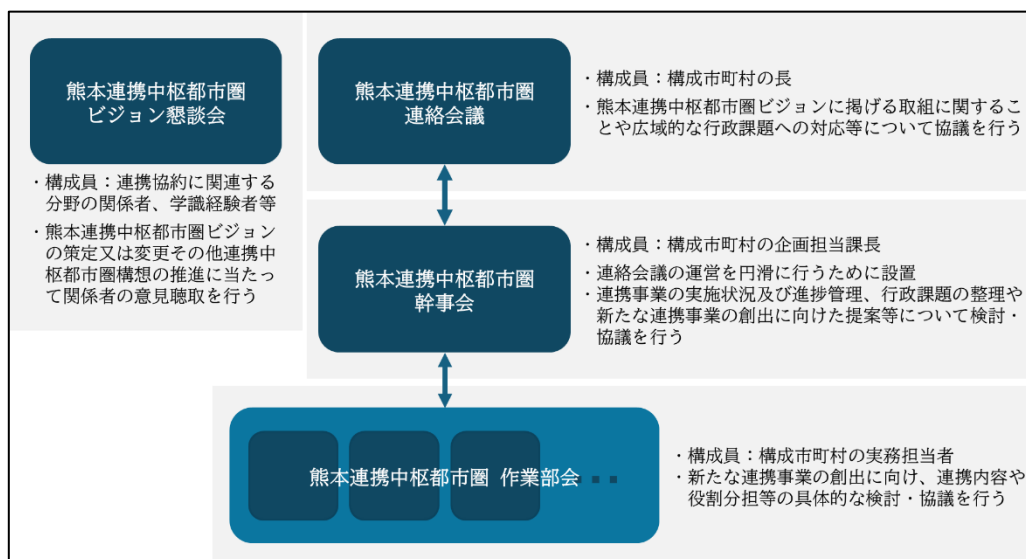 熊本連携中枢都市圏
ビジョン懇談会
・構成員：連携協約に関連する
分野の関係者、学識経験者等
・熊本連携中枢都市圏ビジョン
の策定又は変更その他連携中
枢都市圏構想の推進に当たっ
て関係者の意見聴取を行う
熊本連携中枢都市圏
連絡会議
・構成員：構成市町村の長
・熊本連携中枢都市圏ビジョンに掲げる取組に関するこ
とや広域的な行政課題への対応等について協議を行う
熊本連携中枢都市圏
幹事会
・構成員：構成市町村の企画担当課長
・連絡会議の運営を円滑に行うために設置
・連携事業の実施状況及び進捗管理、行政課題の整理や
新たな連携事業の創出に向けた提案等について検討・
協議を行う
熊本連携中枢都市圏 作業部会
・構成員：構成市町村の実務担当者
・新たな連携事業の創出に向け、連携内容や
役割分担等の具体的な検討・協議を行う